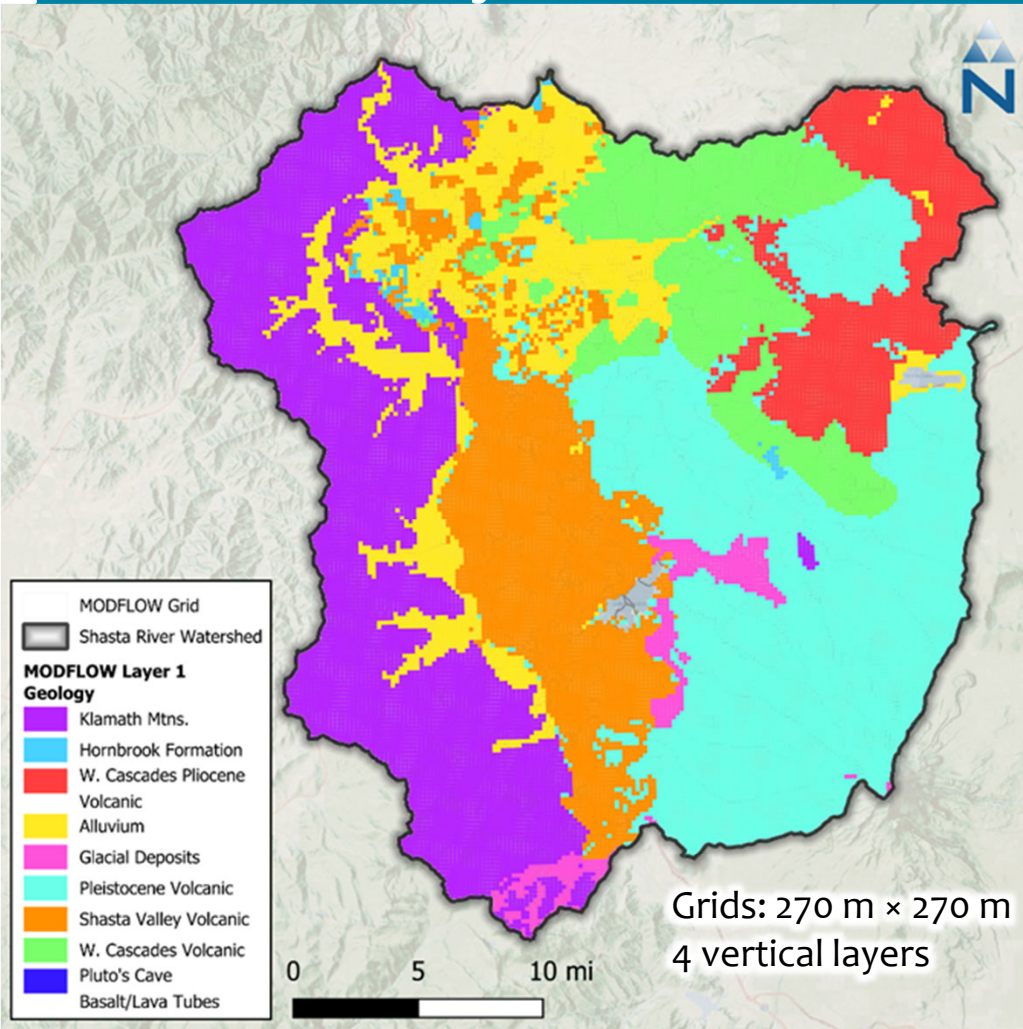 N
MODFLOW Grid
Shasta River Watershed
MODFLOW Layer 1
Geology
Klamath Mtns.
Hornbrook Formation
W. Cascades Pliocene
Volcanic
Alluvium
Glacial Deposits
Pleistocene Volcanic
Shasta Valley Volcanic
W. Cascades Volcanic
Pluto's Cave
Basalt/Lava Tubes
0 5 10 mi
Grids: 270 m × 270 m
4 vertical layers